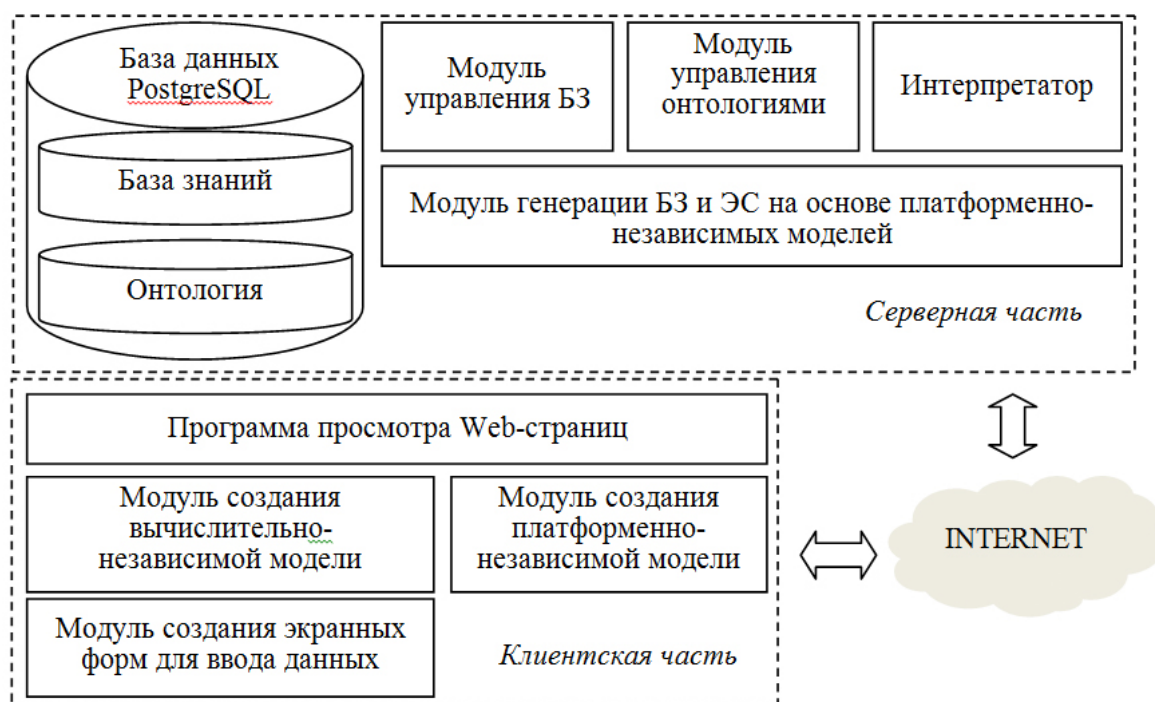 База данных
PostgreSQL
База знаний
Онтология
Модуль
управления БЗ
Модуль
управления
онтологиями
Интерпретатор
Модуль генерации БЗ и ЭС на основе платформенно-
независимых моделей
Серверная часть
Программа просмотра Web-страниц
Модуль создания
вычислительно-
независимой модели
Модуль создания
платформенно-
независимой модели
Модуль создания экранных
форм для ввода данных
Клиентская часть
INTERNET